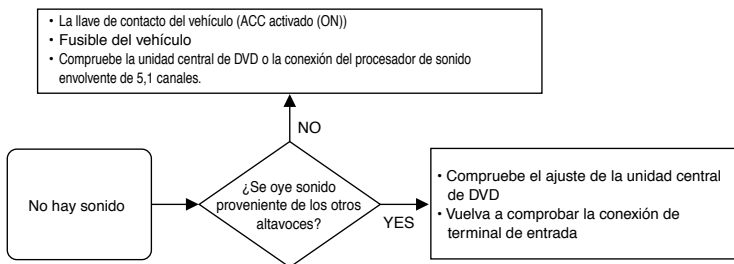 • La llave de contacto del vehículo (ACC activado (ON))
• Fusible del vehículo
• Compruebe la unidad central de DVD o la conexión del procesador de sonido
envolvente de 5,1 canales.
NO
No hay sonido
¿Se oye sonido
proveniente de los otros
altavoces?
YES
• Compruebe el ajuste de la unidad central
de DVD
• Vuelva a comprobar la conexión de
terminal de entrada